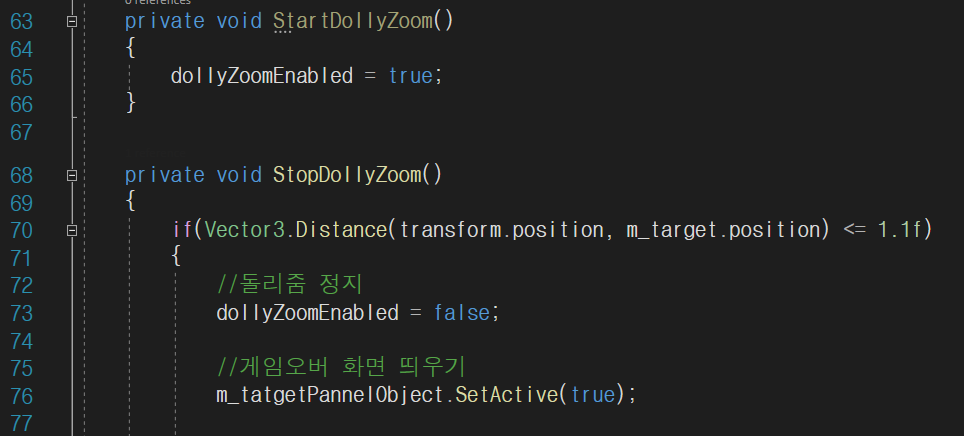 0 references
63 private void StartDollyZoom()
64 {
65 dollyZoomEnabled = true;
66 }
67
68 private void StopDollyZoom()
69 {
70 if(Vector3.Distance(transform.position, m_target.position) <= 1.1f)
71 {
72 //돌리줌 정지
73 dollyZoomEnabled = false;
74
75 //게임오버 화면 띄우기
76 m_tatgetPannelObject.SetActive(true);
77